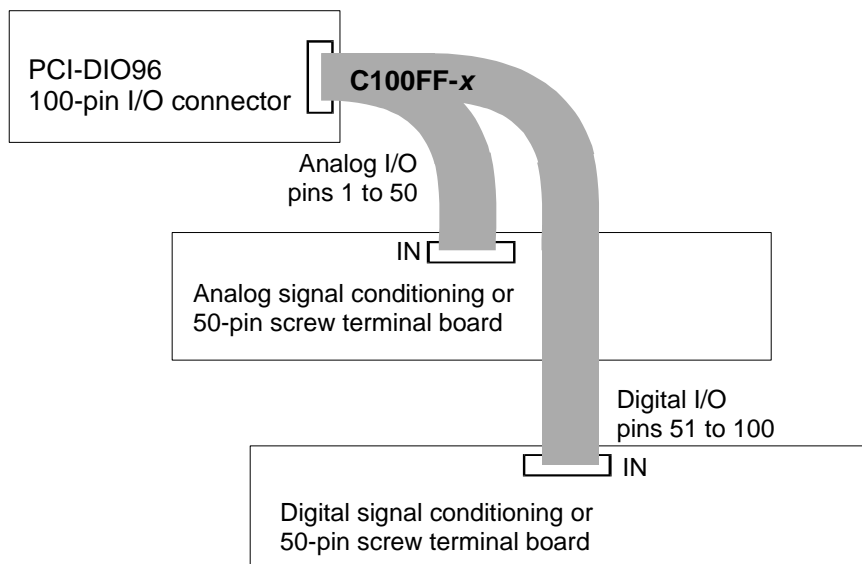 PCI-DIO96
100-pin I/O connector
C100FF-x
Analog I/O
pins 1 to 50
IN
Analog signal conditioning or
50-pin screw terminal board
Digital I/O
pins 51 to 100
IN
Digital signal conditioning or
50-pin screw terminal board